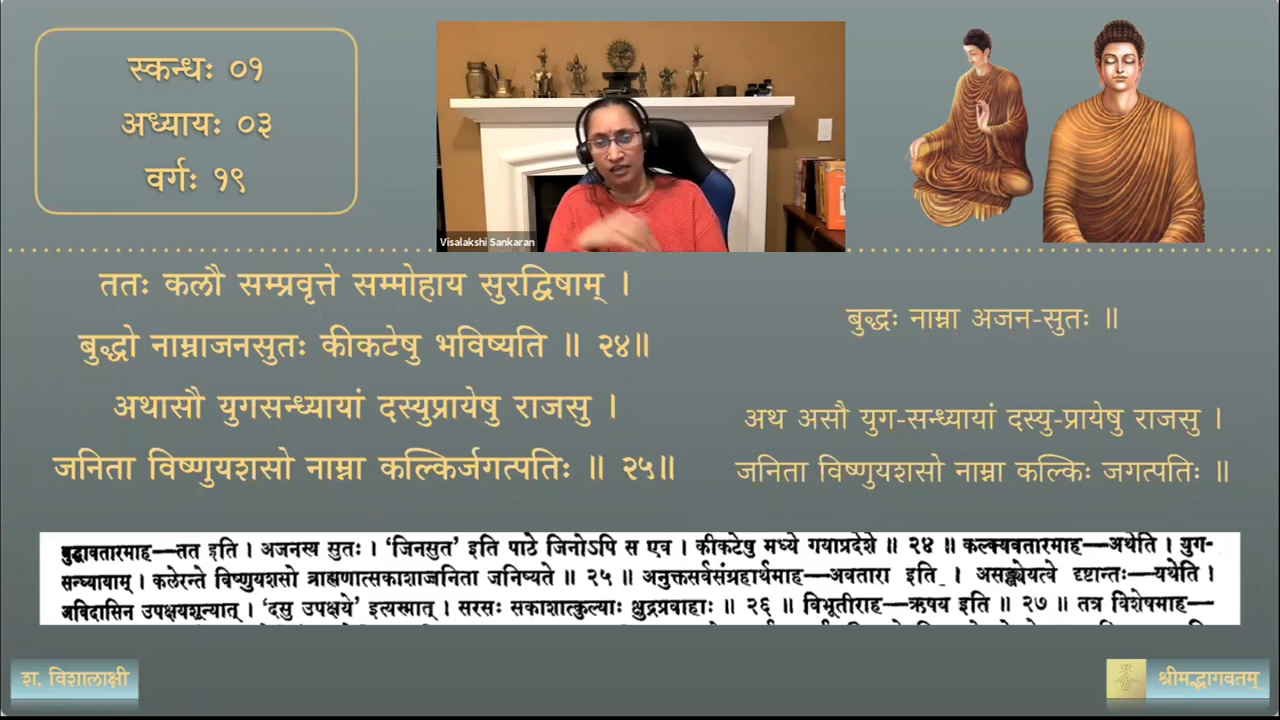 स्कन्धः ०१
अध्यायः ०३
वर्गः १९
Visalakshi Sankaran
ततः कलौ सम्प्रवृत्ते सम्मोहाय सुरद्विषाम् ।
बुद्धो नाम्नाजनसुतः कीकटेषु भविष्यति ॥ २४॥
अथासौ युगसन्ध्यायां दस्युप्रायेषु राजसु ।
जनिता विष्णुयशसो नाम्ना कल्किर्जगत्पतिः ॥ २५॥
बुद्धः नाम्ना अजन-सुतः ॥
अथ असौ युग-सन्ध्यायां दस्यु-प्रायेषु राजसु ।
जनिता विष्णुयशसो नाम्ना कल्किः जगत्पतिः ॥
बुद्धावतारमाह—तत इति । अजनस्य सुतः । ‘जिनसुत’ इति पाठे जिनोऽपि स एव । कीकटेषु मध्ये गयाप्रदेशे ॥ २४ ॥ कल्क्यवतारमाह—अथेति । युग-
सन्ध्यायाम् । कलेरन्ते विष्णुयशसो ब्राह्मणात्सकाशाज्जनिता जनिष्यते ॥ २५ ॥ अनुक्तसर्वसंग्रहार्थमाह—अवतारा इति । असङ्ख्येयत्वे दृष्टान्तः—यथेति ।
अविदासिन उपक्षयशून्यात् । ‘दसु उपक्षये’ इत्यस्मात् । सरसः सकाशात्कुल्याः क्षुद्रप्रवाहाः ॥ २६ ॥ विभूतीराह—ऋषय इति ॥ २७ ॥ तत्र विशेषमाह—
श. विशालाक्षी
श्रीमद्भागवतम्